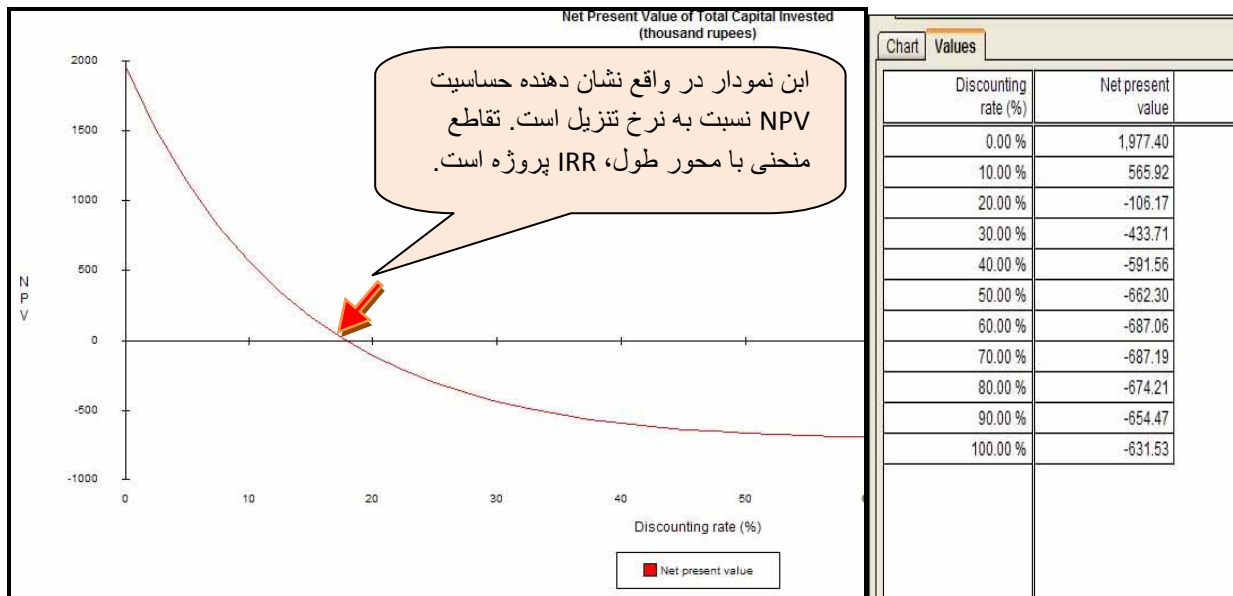 Net Present Value of Total Capital Invested
(thousand rupees)
ابن نمودار در واقع نشان دهنده حساسیت
NPV نسبت به نرخ تنزیل است. تقاطع
منحنی با محور طول، IRR پروژه است.
2000
1500
1000
500
0
-500
-1000
N
P
V
0 10 20 30 40 50
Discounting rate (%)
Net present value
Chart Values
Discounting rate (%) Net present value
0.00 % 1,977.40
10.00 % 565.92
20.00 % -106.17
30.00 % -433.71
40.00 % -591.56
50.00 % -662.30
60.00 % -687.06
70.00 % -687.19
80.00 % -674.21
90.00 % -654.47
100.00 % -631.53